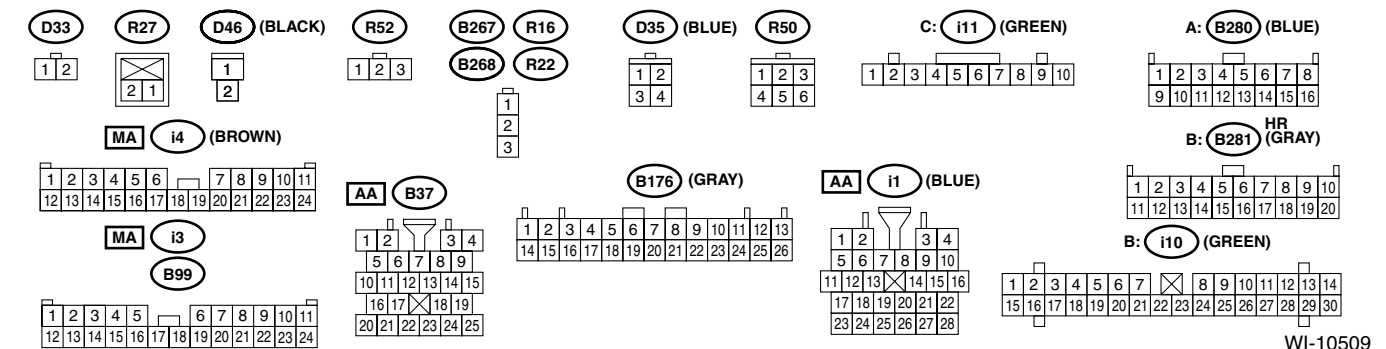 D33 R27 D46 (BLACK) R52 B267 R16 D35 (BLUE) R50 C: i11 (GREEN) A: B280 (BLUE)
B268 R22
1 2
2 1
1
2
1 2 3
1
2
3
1 2
3 4
1 2 3
4 5 6
1 2 3 4 5 6 7 8 9 10
1 2 3 4 5 6 7 8
9 10 11 12 13 14 15 16
MA i4 (BROWN)
1 2 3 4 5 6 7 8 9 10 11
12 13 14 15 16 17 18 19 20 21 22 23 24
MA i3
B99
1 2 3 4 5 6 7 8 9 10 11
12 13 14 15 16 17 18 19 20 21 22 23 24
AA B37
1 2 3 4
5 6 7 8 9
10 11 12 13 14 15
16 17 18 19
20 21 22 23 24 25
B176 (GRAY)
1 2 3 4 5 6 7 8 9 10 11 12 13
14 15 16 17 18 19 20 21 22 23 24 25 26
AA i1 (BLUE)
1 2 3 4
5 6 7 8 9 10
11 12 13 14 15 16
17 18 19 20 21 22
23 24 25 26 27 28
HR
B: B281 (GRAY)
1 2 3 4 5 6 7 8 9 10
11 12 13 14 15 16 17 18 19 20
B: i10 (GREEN)
1 2 3 4 5 6 7 8 9 10 11 12 13 14
15 16 17 18 19 20 21 22 23 24 25 26 27 28 29 30
WI-10509